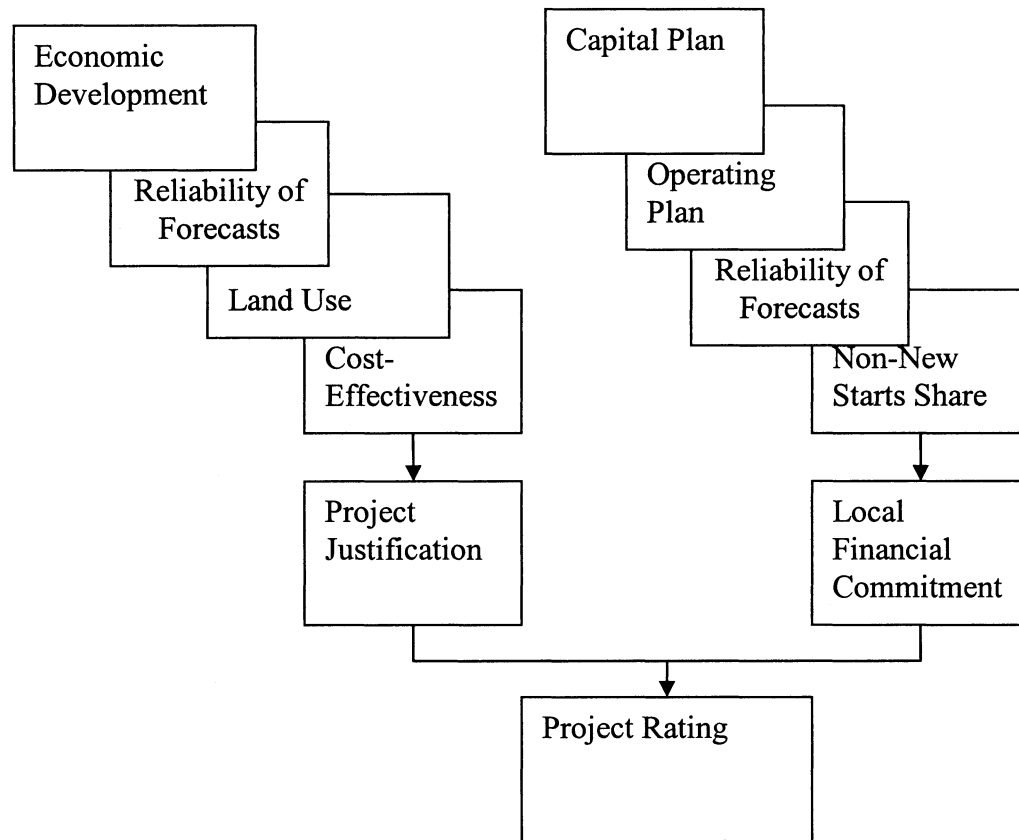 Economic
Development
Reliability of
Forecasts
Land Use
Cost-
Effectiveness
Project
Justification
Capital Plan
Operating
Plan
Reliability of
Forecasts
Non-New
Starts Share
Local
Financial
Commitment
Project Rating